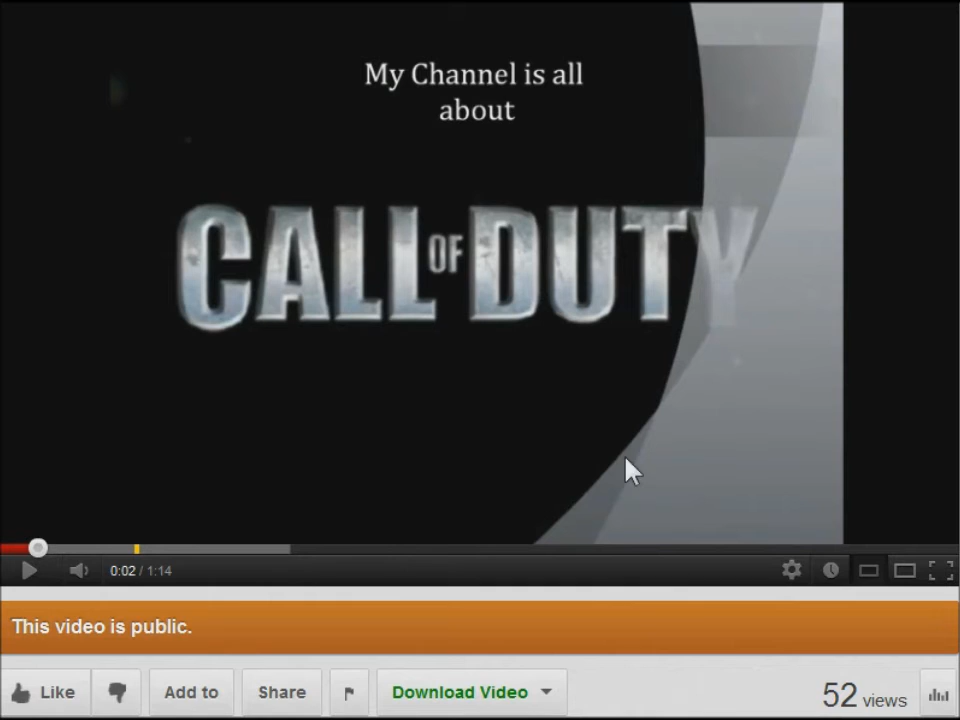 My Channel is all
about
CALL OF DUTY
0:02 / 1:14
This video is public.
Like Add to Share Download Video 52 views